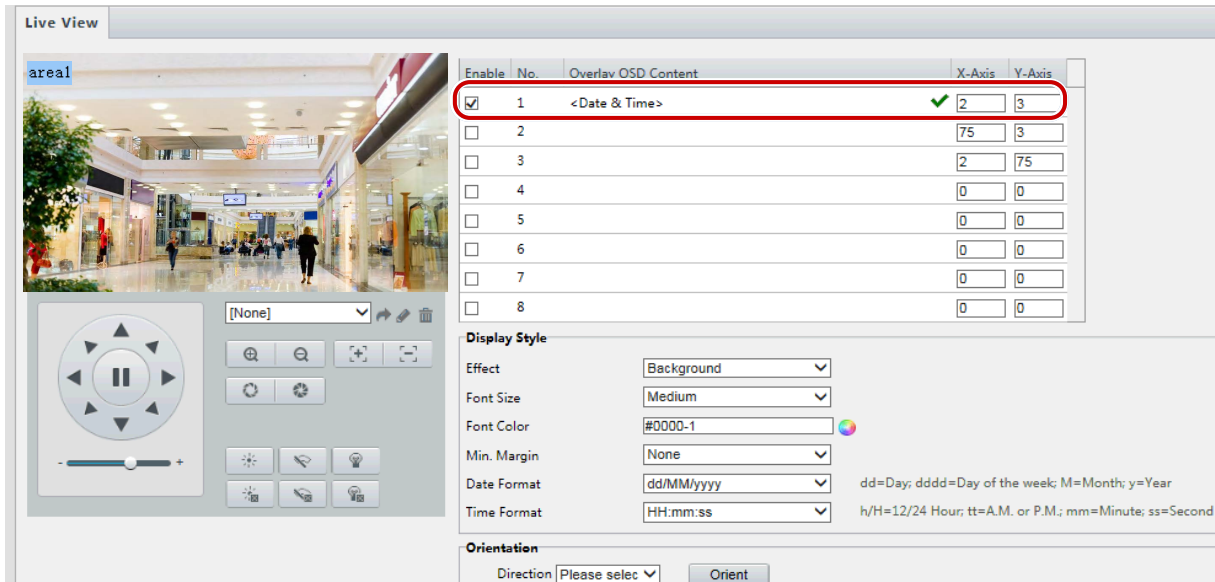 Live View
area1
Enable No. Overlay OSD Content X-Axis Y-Axis
1 <Date & Time> 2 3
2 75 3
3 2 75
4 0 0
5 0 0
6 0 0
7 0 0
8 0 0
[None]
- +
Display Style
Effect Background
Font Size Medium
Font Color #0000-1
Min. Margin None
Date Format dd/MM/yyyy dd=Day; dddd=Day of the week; M=Month; y=Year
Time Format HH:mm:ss h/H=12/24 Hour; tt=A.M. or P.M.; mm=Minute; ss=Second
Orientation
Direction Please selec Orient